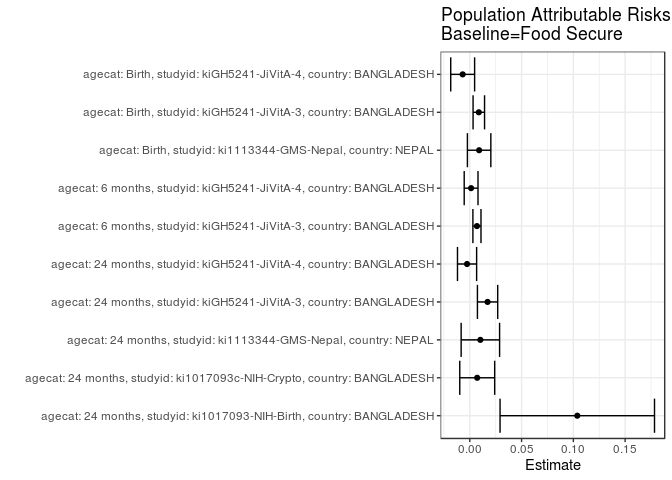 Population Attributable Risks
Baseline=Food Secure
agecat: Birth, studyid: kiGH5241-JiVitA-4, country: BANGLADESH
agecat: Birth, studyid: kiGH5241-JiVitA-3, country: BANGLADESH
agecat: Birth, studyid: ki1113344-GMS-Nepal, country: NEPAL
agecat: 6 months, studyid: kiGH5241-JiVitA-4, country: BANGLADESH
agecat: 6 months, studyid: kiGH5241-JiVitA-3, country: BANGLADESH
agecat: 24 months, studyid: kiGH5241-JiVitA-4, country: BANGLADESH
agecat: 24 months, studyid: kiGH5241-JiVitA-3, country: BANGLADESH
agecat: 24 months, studyid: ki1113344-GMS-Nepal, country: NEPAL
agecat: 24 months, studyid: ki1017093c-NIH-Crypto, country: BANGLADESH
agecat: 24 months, studyid: ki1017093-NIH-Birth, country: BANGLADESH
0.00 0.05 0.10 0.15
Estimate